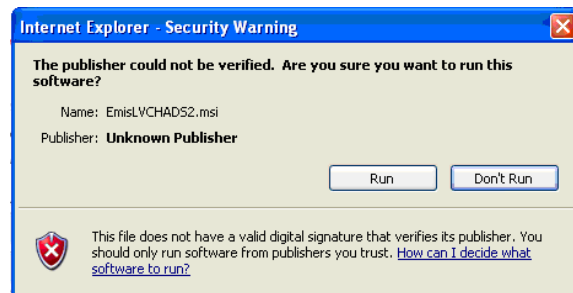 Internet Explorer - Security Warning
The publisher could not be verified. Are you sure you want to run this
software?
Name: EmisLVCHADS2.msi
Publisher: Unknown Publisher
Run Don't Run
This file does not have a valid digital signature that verifies its publisher. You
should only run software from publishers you trust. How can I decide what
software to run?